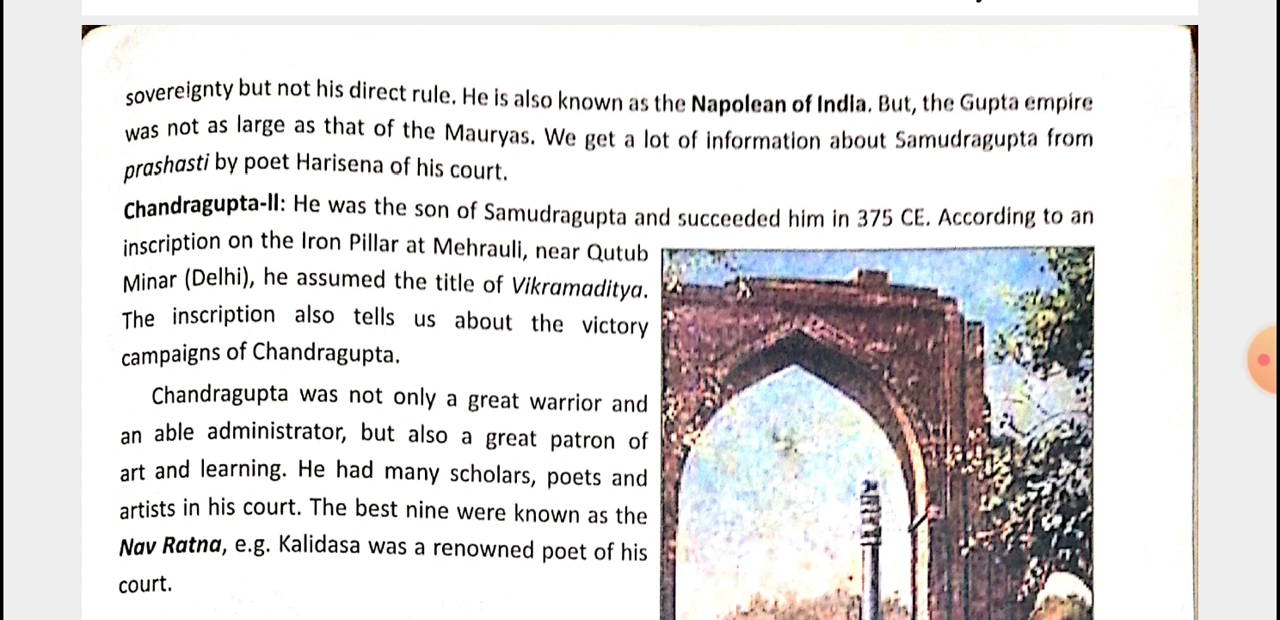 sovereignty but not his direct rule. He is also known as the Napolean of India. But, the Gupta empire
was not as large as that of the Mauryas. We get a lot of information about Samudragupta from
prashasti by poet Harisena of his court.
Chandragupta-II: He was the son of Samudragupta and succeeded him in 375 CE. According to an
inscription on the Iron Pillar at Mehrauli, near Qutub
Minar (Delhi), he assumed the title of Vikramaditya.
The inscription also tells us about the victory
campaigns of Chandragupta.
Chandragupta was not only a great warrior and
an able administrator, but also a great patron of
art and learning. He had many scholars, poets and
artists in his court. The best nine were known as the
Nav Ratna, e.g. Kalidasa was a renowned poet of his
court.